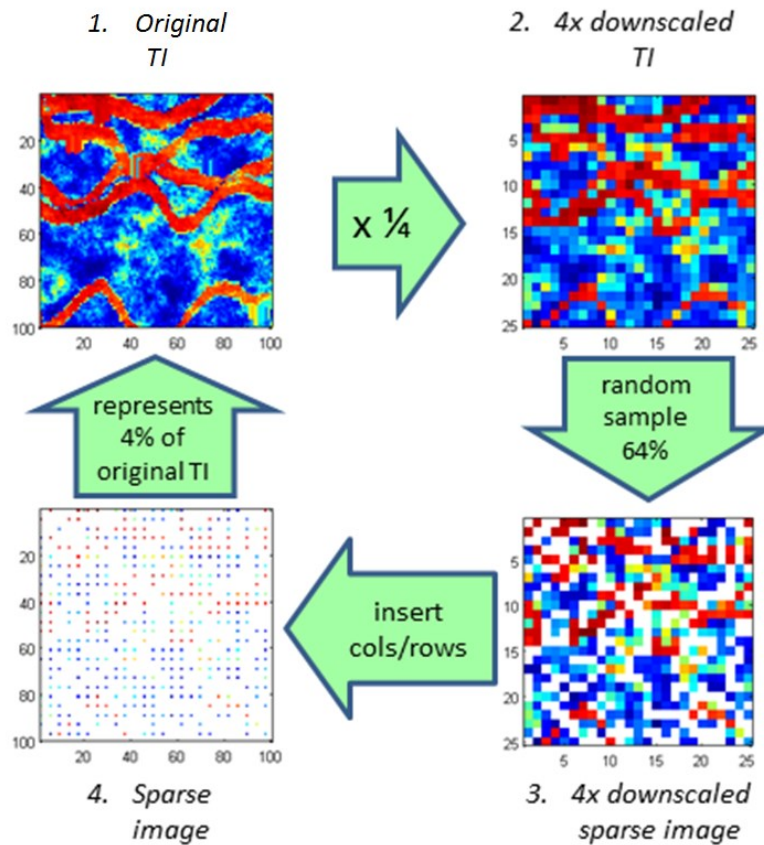 1. Original
TI
2. 4x downscaled
TI
20
40
60
80
100
20
40
60
80
100
x ¼
5
10
15
20
25
5
10
15
20
25
represents
4% of
original TI
random
sample
64%
20
40
60
80
100
20
40
60
80
100
insert
cols/rows
5
10
15
20
25
5
10
15
20
25
4. Sparse
image
3. 4x downscaled
sparse image